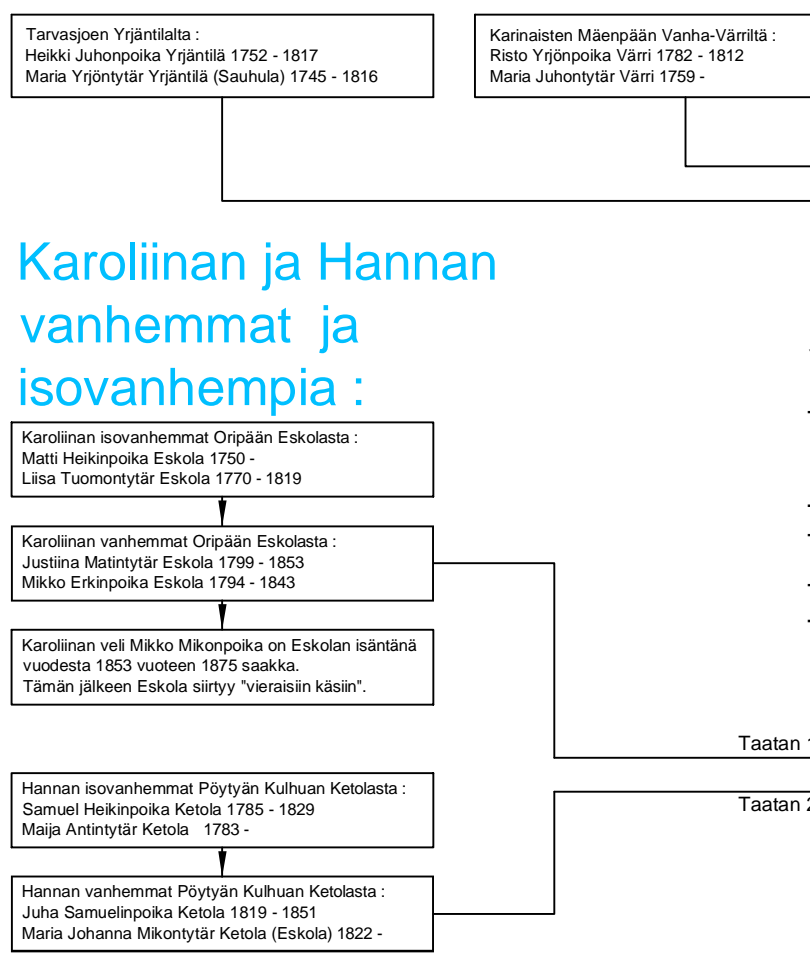 Tarvasjoen Yrjäntilalta :
Heikki Juhonpoika Yrjäntilä 1752 - 1817
Maria Yrjöntytär Yrjäntilä (Sauhula) 1745 - 1816
Karinaisten Mäenpään Vanha-Värriltä :
Risto Yrjönpoika Värri 1782 - 1812
Maria Juhontytär Värri 1759 -
Karoliinan ja Hannan
vanhemmat ja
isovanhempia :
Karoliinan isovanhemmat Oripään Eskolasta :
Matti Heikinpoika Eskola 1750 -
Liisa Tuomontytär Eskola 1770 - 1819
Karoliinan vanhemmat Oripään Eskolasta :
Justiina Matintytär Eskola 1799 - 1853
Mikko Erkinpoika Eskola 1794 - 1843
Karoliinan veli Mikko Mikonpoika on Eskolan isäntänä
vuodesta 1853 vuoteen 1875 saakka.
Tämän jälkeen Eskola siirtyy "vieraisiin käsiin".
Taatan 1
Hannan isovanhemmat Pöytyän Kulhuan Ketolasta :
Samuel Heikinpoika Ketola 1785 - 1829
Maija Antintytär Ketola 1783 -
Taatan 2
Hannan vanhemmat Pöytyän Kulhuan Ketolasta :
Juha Samuelinpoika Ketola 1819 - 1851
Maria Johanna Mikontytär Ketola (Eskola) 1822 -